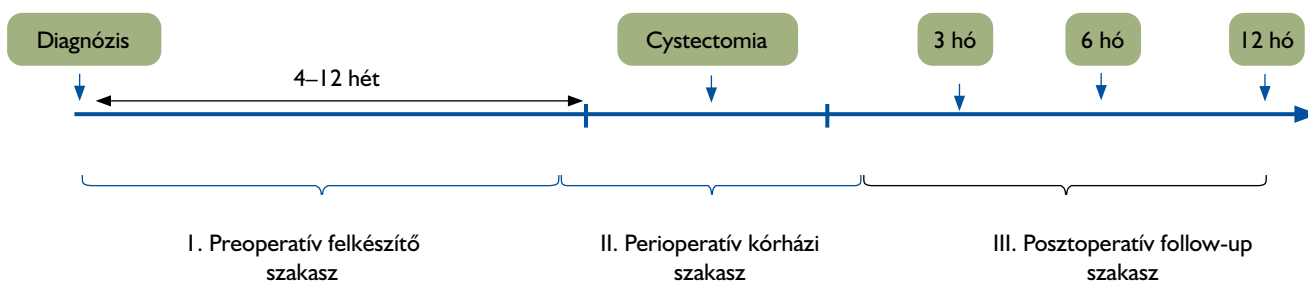 Diagnózis
Cystectomia
3 hó
6 hó
12 hó
4–12 hét
I. Preoperatív felkészítő
szakasz
II. Perioperatív kórházi
szakasz
III. Posztoperatív follow-up
szakasz